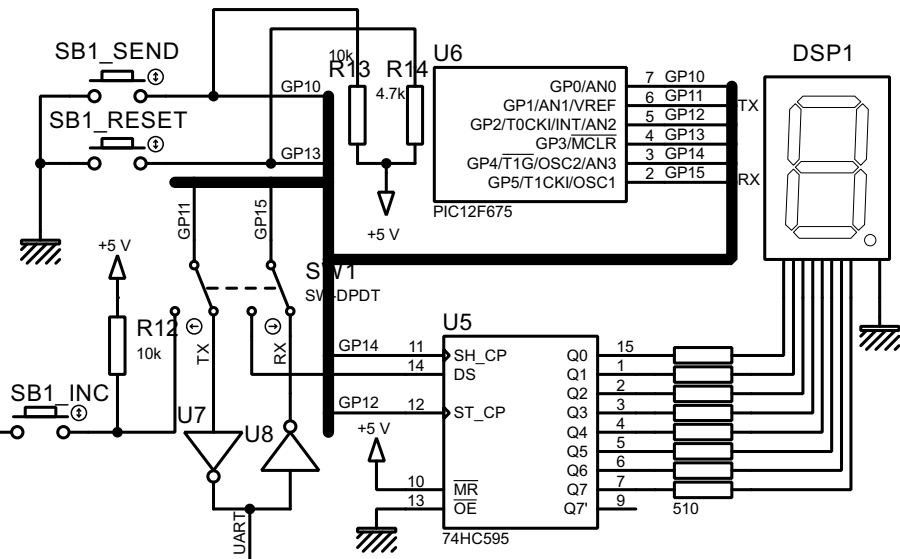 SB1_SEND
10k
R13
R14
4.7k
U6
DSP1
GP10
SB1_RESET
GP13
+5 V
GP0/AN0
GP1/AN1/VREF
GP2/T0CKI/INT/AN2
GP3/MCLR
GP4/T1G/OSC2/AN3
GP5/T1CKI/OSC1
7 GP10
6 GP11
5 GP12
4 GP13
3 GP14
2 GP15
TX
RX
PIC12F675
GP11
GP15
+5 V
SW1
SW-DPDT
R12
10k
TX
RX
SB1_INC
U7
U8
UART
U5
GP14
11
SH_CP
14
DS
GP12
12
ST_CP
+5 V
10
MR
13
OE
74HC595
Q0 15
Q1 1
Q2 2
Q3 3
Q4 4
Q5 5
Q6 6
Q7 7
Q7' 9
510